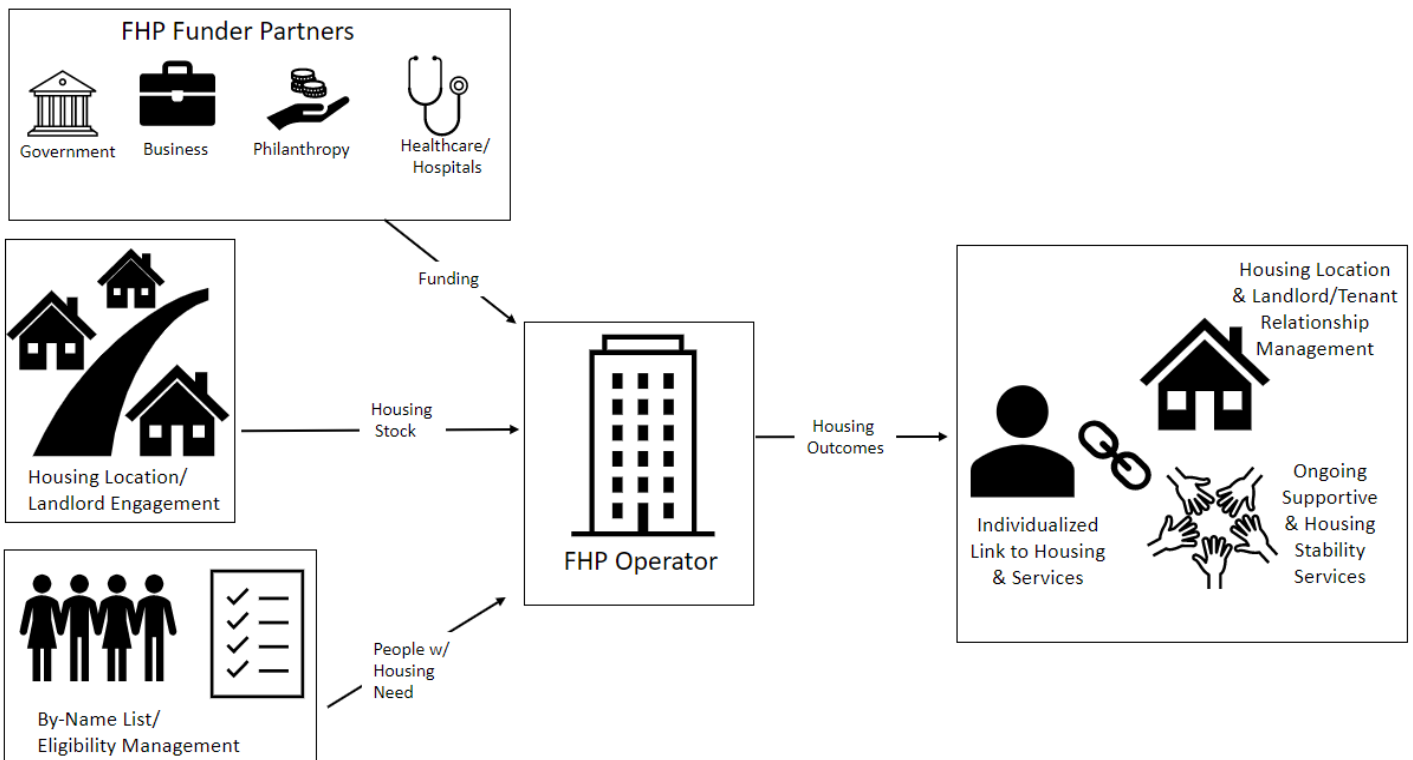 FHP Funder Partners
Government
Business
Philanthropy
Healthcare/
Hospitals
Funding
Housing Location/
Landlord Engagement
Housing
Stock
By-Name List/
Eligibility Management
People w/
Housing
Need
FHP Operator
Housing
Outcomes
Housing Location
& Landlord/Tenant
Relationship
Management
Individualized
Link to Housing
& Services
Ongoing
Supportive
& Housing
Stability
Services